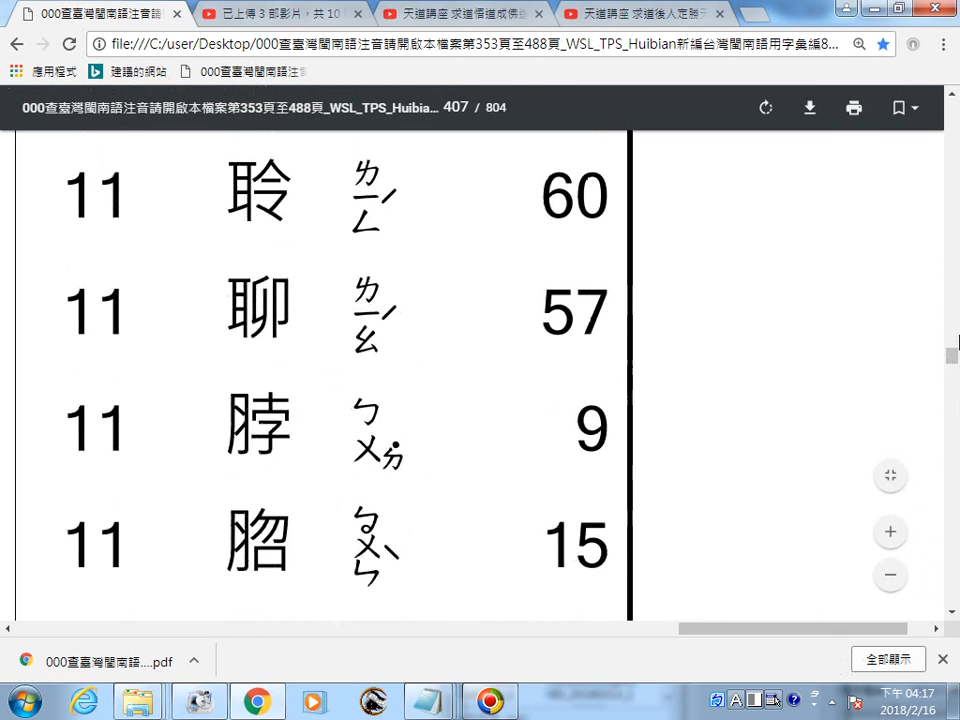 000查臺灣閩南語注音請
已上傳 3 部影片，共 10
天道講座 求道悟道成佛
天道講座 求道後人定勝
file:///C:/user/Desktop/000查臺灣閩南語注音請開啟本檔案第353頁至488頁_WSL_TPS_Huibian新編台灣閩南語用字彙編8...
應用程式
建議的網站
000查臺灣閩南語注音
000查臺灣閩南語注音請開啟本檔案第353頁至488頁_WSL_TPS_Huibia... 407 / 804
11 聆 ㄌㄧㄥˊ 60
11 聊 ㄌㄧㄠˊ 57
11 脖 ㄅㄨㆮ˙ 9
11 脗 ㆠㄨㄣˋ 15
000查臺灣閩南語....pdf
全部顯示
下午 04:17
2018/2/16